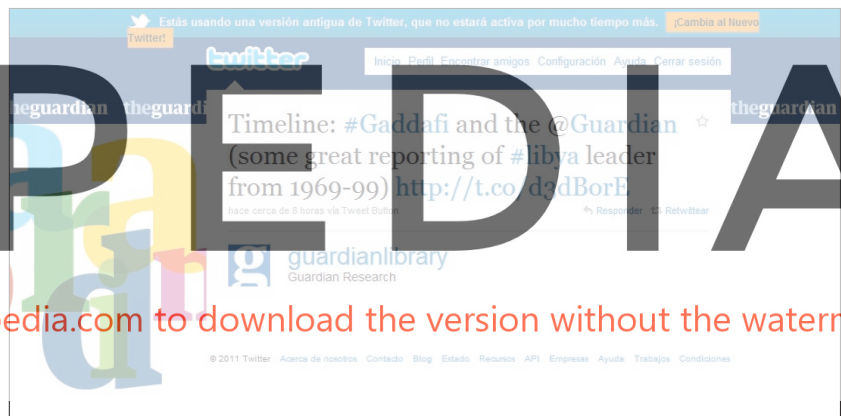 Estás usando una versión antigua de Twitter, que no estará activa por mucho tiempo más. ¡Cambia al Nuevo
Twitter!
twitter
Inicio Perfil Encontrar amigos Configuración Ayuda Cerrar sesión
PEDIA
theguardian theguardi theguardian
Timeline: #Gaddafi and the @Guardian
(some great reporting of #libya leader
from 1969-99) http://t.co/d3dBorE
hace cerca de 8 horas vía Tweet Button Responder Retwittear
g guardianlibrary
Guardian Research
pedia.com to download the version without the waterm
© 2011 Twitter Acerca de nosotros Contacto Blog Estado Recursos API Empresas Ayuda Trabajos Condiciones